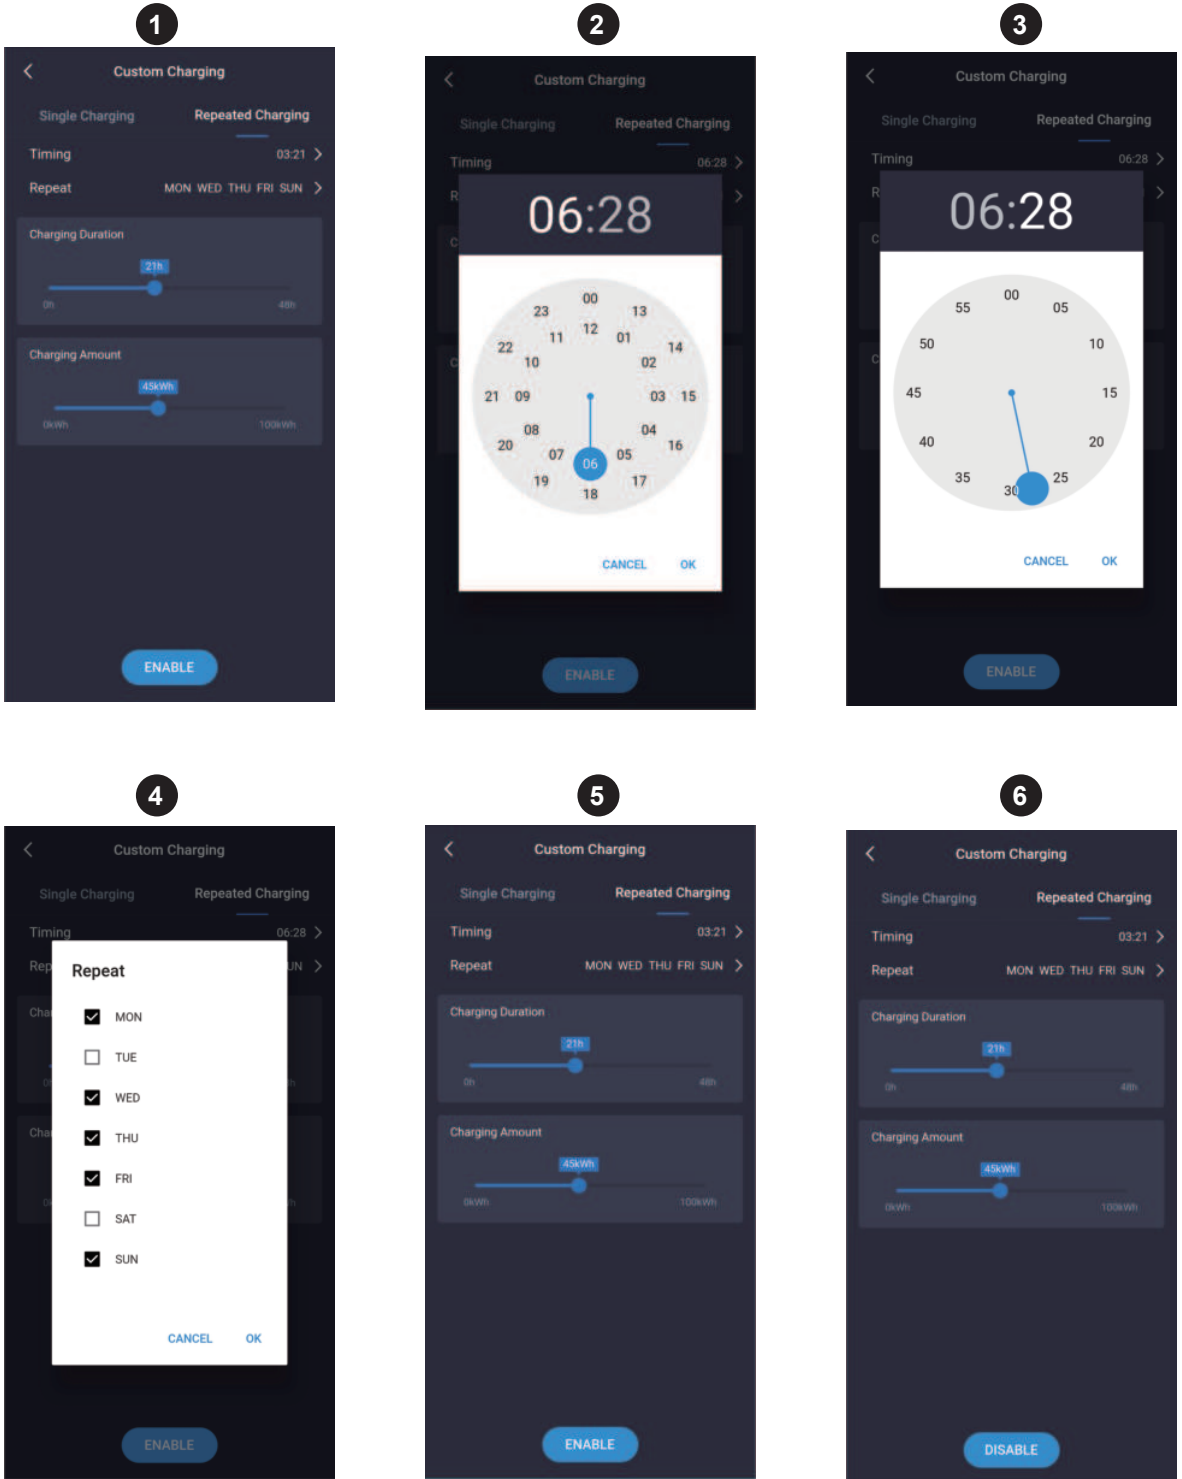 1
Custom Charging
Single Charging Repeated Charging
Timing 03:21
Repeat MON WED THU FRI SUN
Charging Duration
21h
0h 48h
Charging Amount
45kWh
0kWh 100kWh
ENABLE
2
Custom Charging
Single Charging Repeated Charging
Timing 06:28
R
06:28
C
00
23 13
12
11 01
22 14
10 02
C
21 09 03 15
08 04
20 16
07 06 05
19 17
18
CANCEL OK
ENABLE
3
Custom Charging
Single Charging Repeated Charging
Timing 06:28
R
06:28
C
00
55 05
50 10
C
45 15
40 20
35 25
30
CANCEL OK
ENABLE
4
Custom Charging
Single Charging Repeated Charging
Timing 06:28
Rep UN
Repeat
Cha
MON
TUE
WED
Cha
THU
FRI
SAT
SUN
CANCEL OK
ENABLE
5
Custom Charging
Single Charging Repeated Charging
Timing 03:21
Repeat MON WED THU FRI SUN
Charging Duration
21h
0h 48h
Charging Amount
45kWh
0kWh 100kWh
ENABLE
6
Custom Charging
Single Charging Repeated Charging
Timing 03:21
Repeat MON WED THU FRI SUN
Charging Duration
21h
0h 48h
Charging Amount
45kWh
0kWh 100kWh
DISABLE